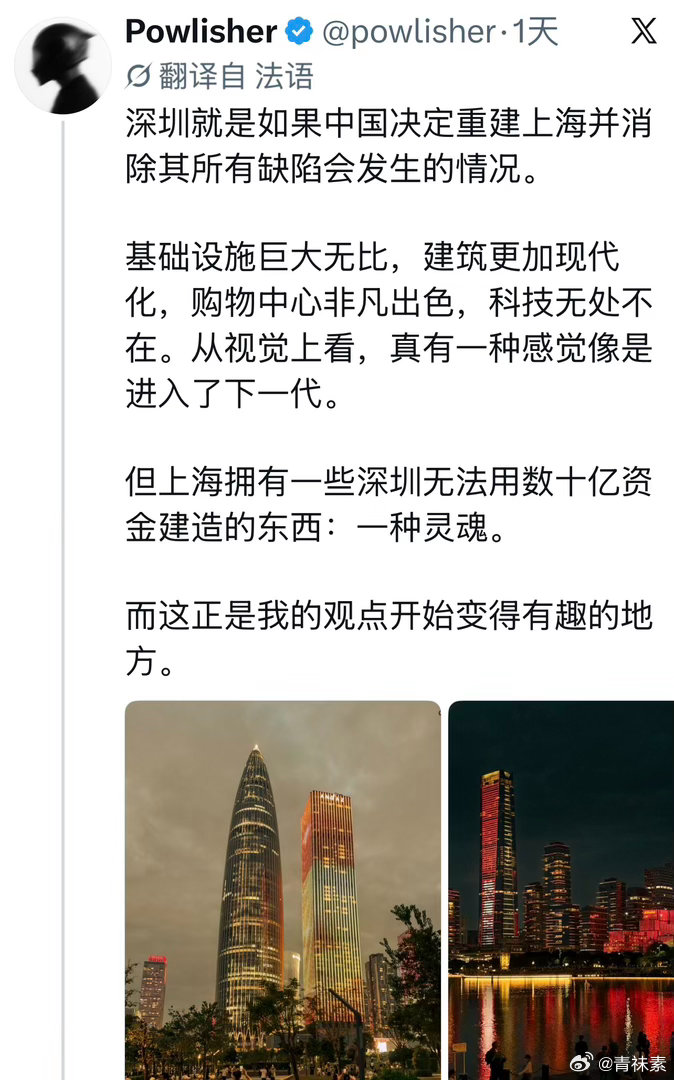 Powlisher @powlisher·1天
翻译自 法语
深圳就是如果中国决定重建上海并消
除其所有缺陷会发生的情况。
基础设施巨大无比，建筑更加现代
化，购物中心非凡出色，科技无处不
在。从视觉上看，真有一种感觉像是
进入了下一代。
但上海拥有一些深圳无法用数十亿资
金建造的东西：一种灵魂。
而这正是我的观点开始变得有趣的地
方。
@青袜素